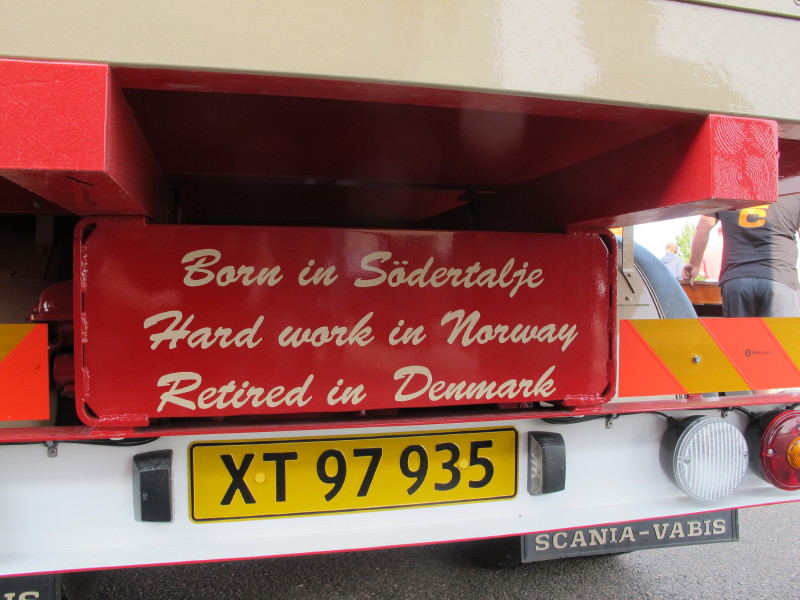 Born in Södertalje
Hard work in Norway
Retired in Denmark
XT 97 935
SCANIA-VABIS